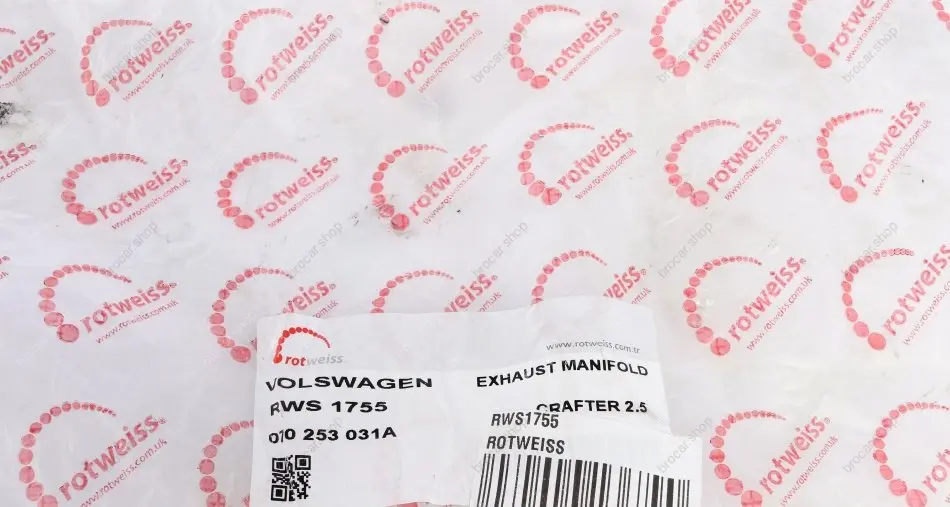 rotweiss
www.rotweiss.com.uk
brocar.shop
rotweiss
www.rotweiss.com.tr
VOLSWAGEN
EXHAUST MANIFOLD
RWS 1755
CRAFTER 2.5
070 253 031A
RWS1755
ROTWEISS